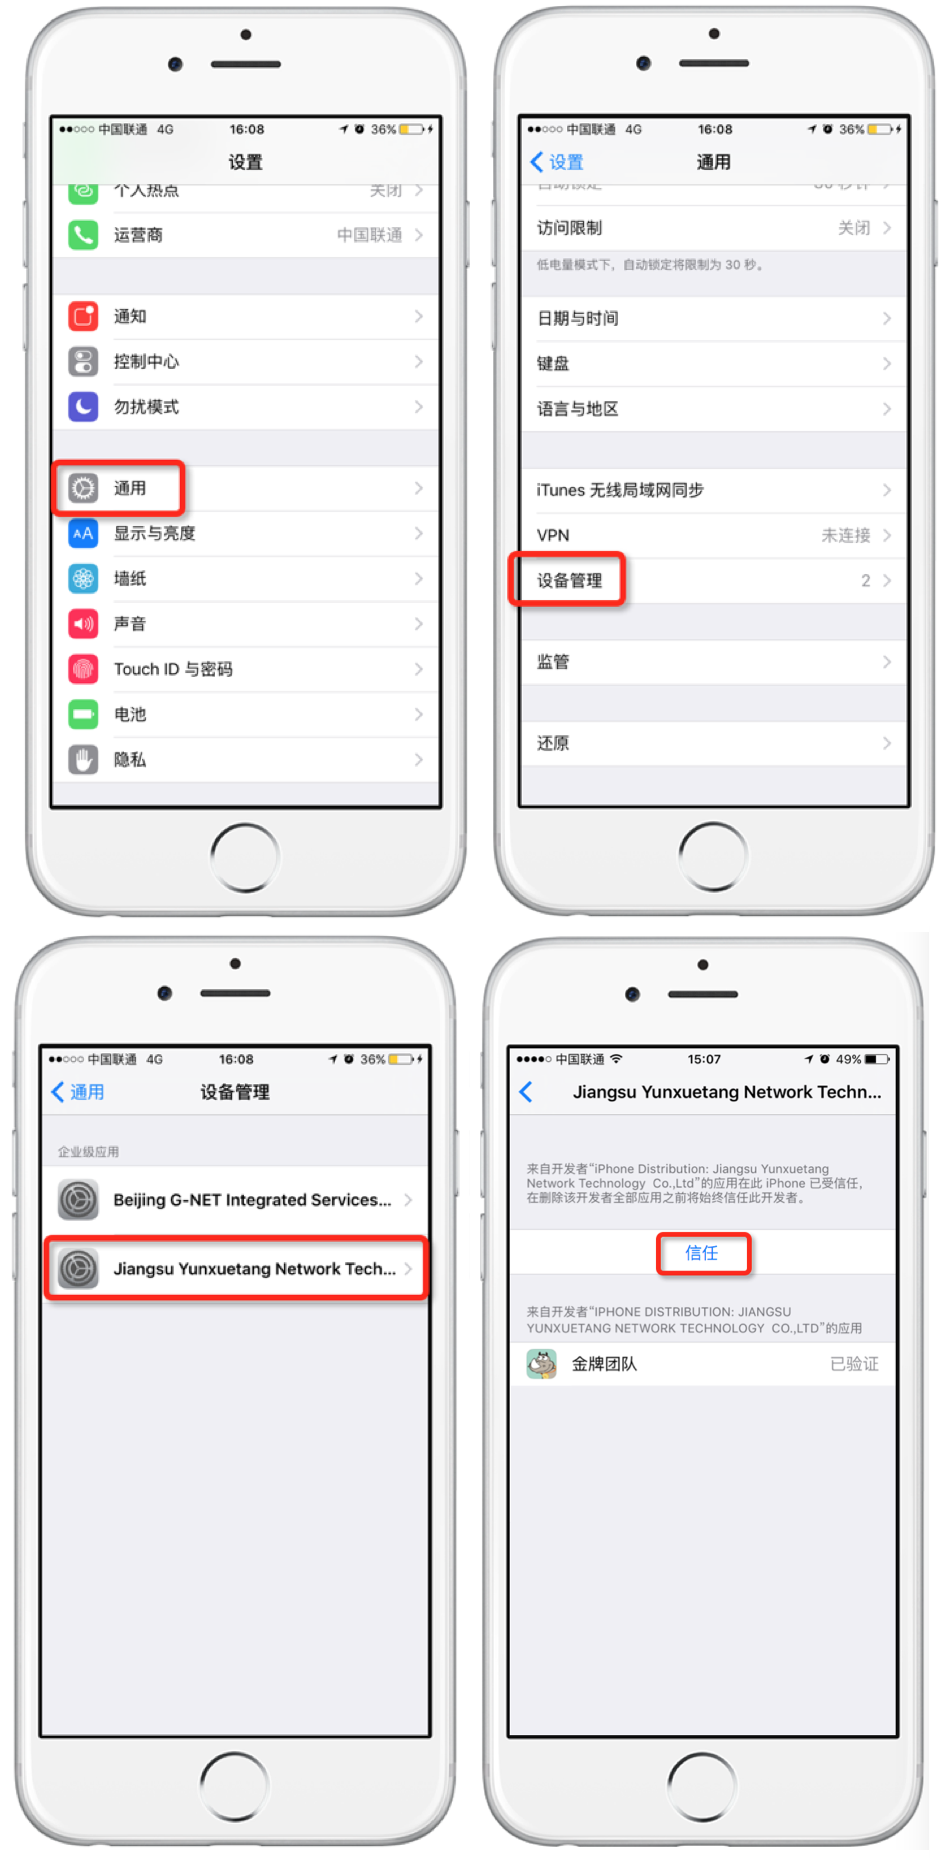 中国联通 4G 16:08 36%
设置
个人热点 关闭
运营商 中国联通
通知
控制中心
勿扰模式
通用
AA 显示与亮度
墙纸
声音
Touch ID 与密码
电池
隐私
中国联通 4G 16:08 36%
设置 通用
自动锁定 30 秒钟
访问限制 关闭
低电量模式下，自动锁定将限制为 30 秒。
日期与时间
键盘
语言与地区
iTunes 无线局域网同步
VPN 未连接
设备管理 2
监管
还原
中国联通 4G 16:08 36%
通用 设备管理
企业级应用
Beijing G-NET Integrated Services...
Jiangsu Yunxuetang Network Tech...
中国联通 15:07 49%
Jiangsu Yunxuetang Network Techn...
来自开发者“iPhone Distribution: Jiangsu Yunxuetang
Network Technology Co.,Ltd”的应用在此 iPhone 已受信任，
在删除该开发者全部应用之前将始终信任此开发者。
信任
来自开发者“IPHONE DISTRIBUTION: JIANGSU
YUNXUETANG NETWORK TECHNOLOGY CO.,LTD”的应用
金牌团队 已验证